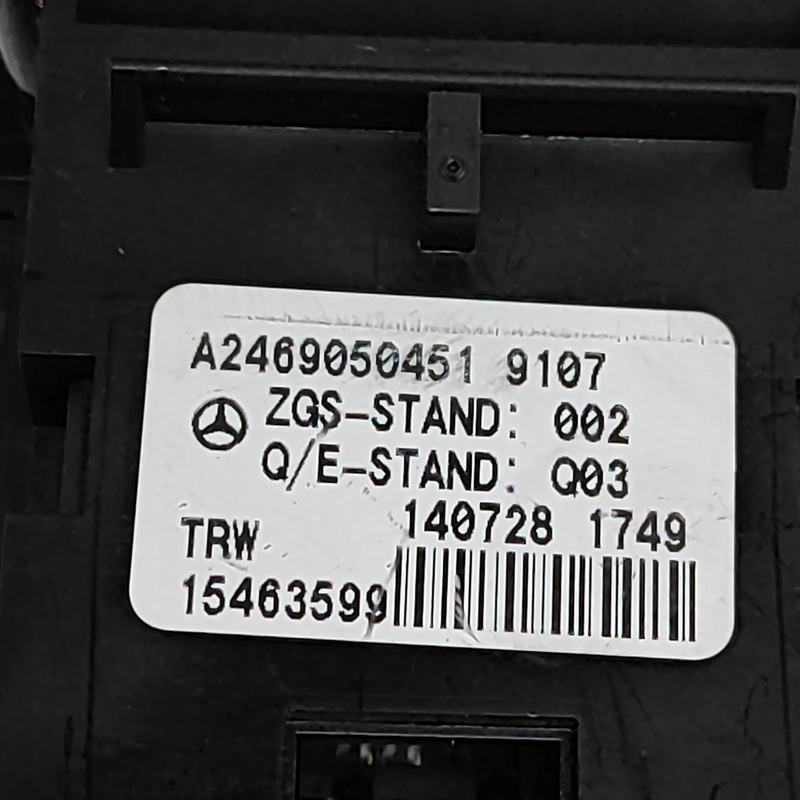 A2469050451 9107
ZGS-STAND: 002
Q/E-STAND: Q03
140728 1749
TRW
15463599